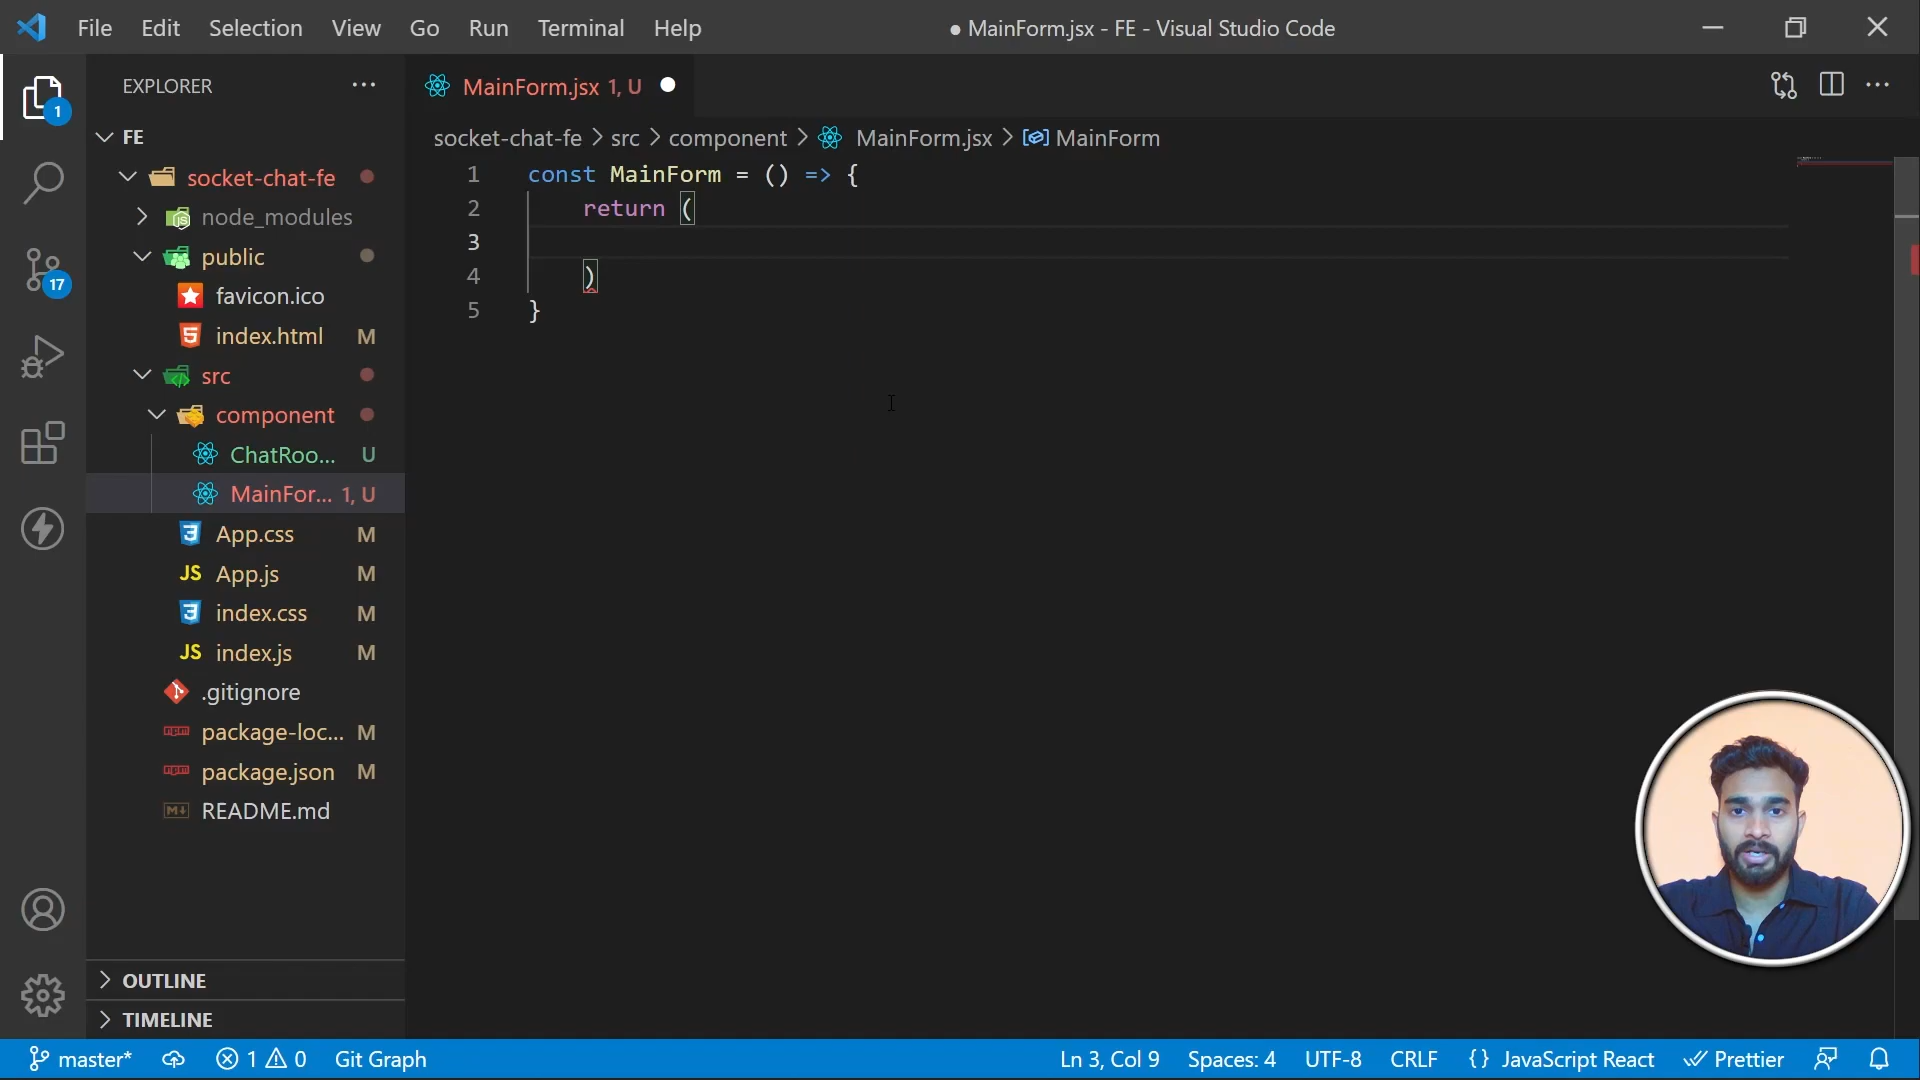 File Edit Selection View Go Run Terminal Help
● MainForm.jsx - FE - Visual Studio Code
EXPLORER
MainForm.jsx 1, U
1
FE
socket-chat-fe > src > component > MainForm.jsx > MainForm
socket-chat-fe
node_modules
public
favicon.ico
index.html M
src
component
ChatRoo... U
MainFor... 1, U
App.css M
App.js M
index.css M
index.js M
.gitignore
package-loc... M
package.json M
README.md
17
1 const MainForm = () => {
2 return (
3
4 )
5 }
OUTLINE
TIMELINE
master* 1 0 Git Graph Ln 3, Col 9 Spaces: 4 UTF-8 CRLF {} JavaScript React Prettier